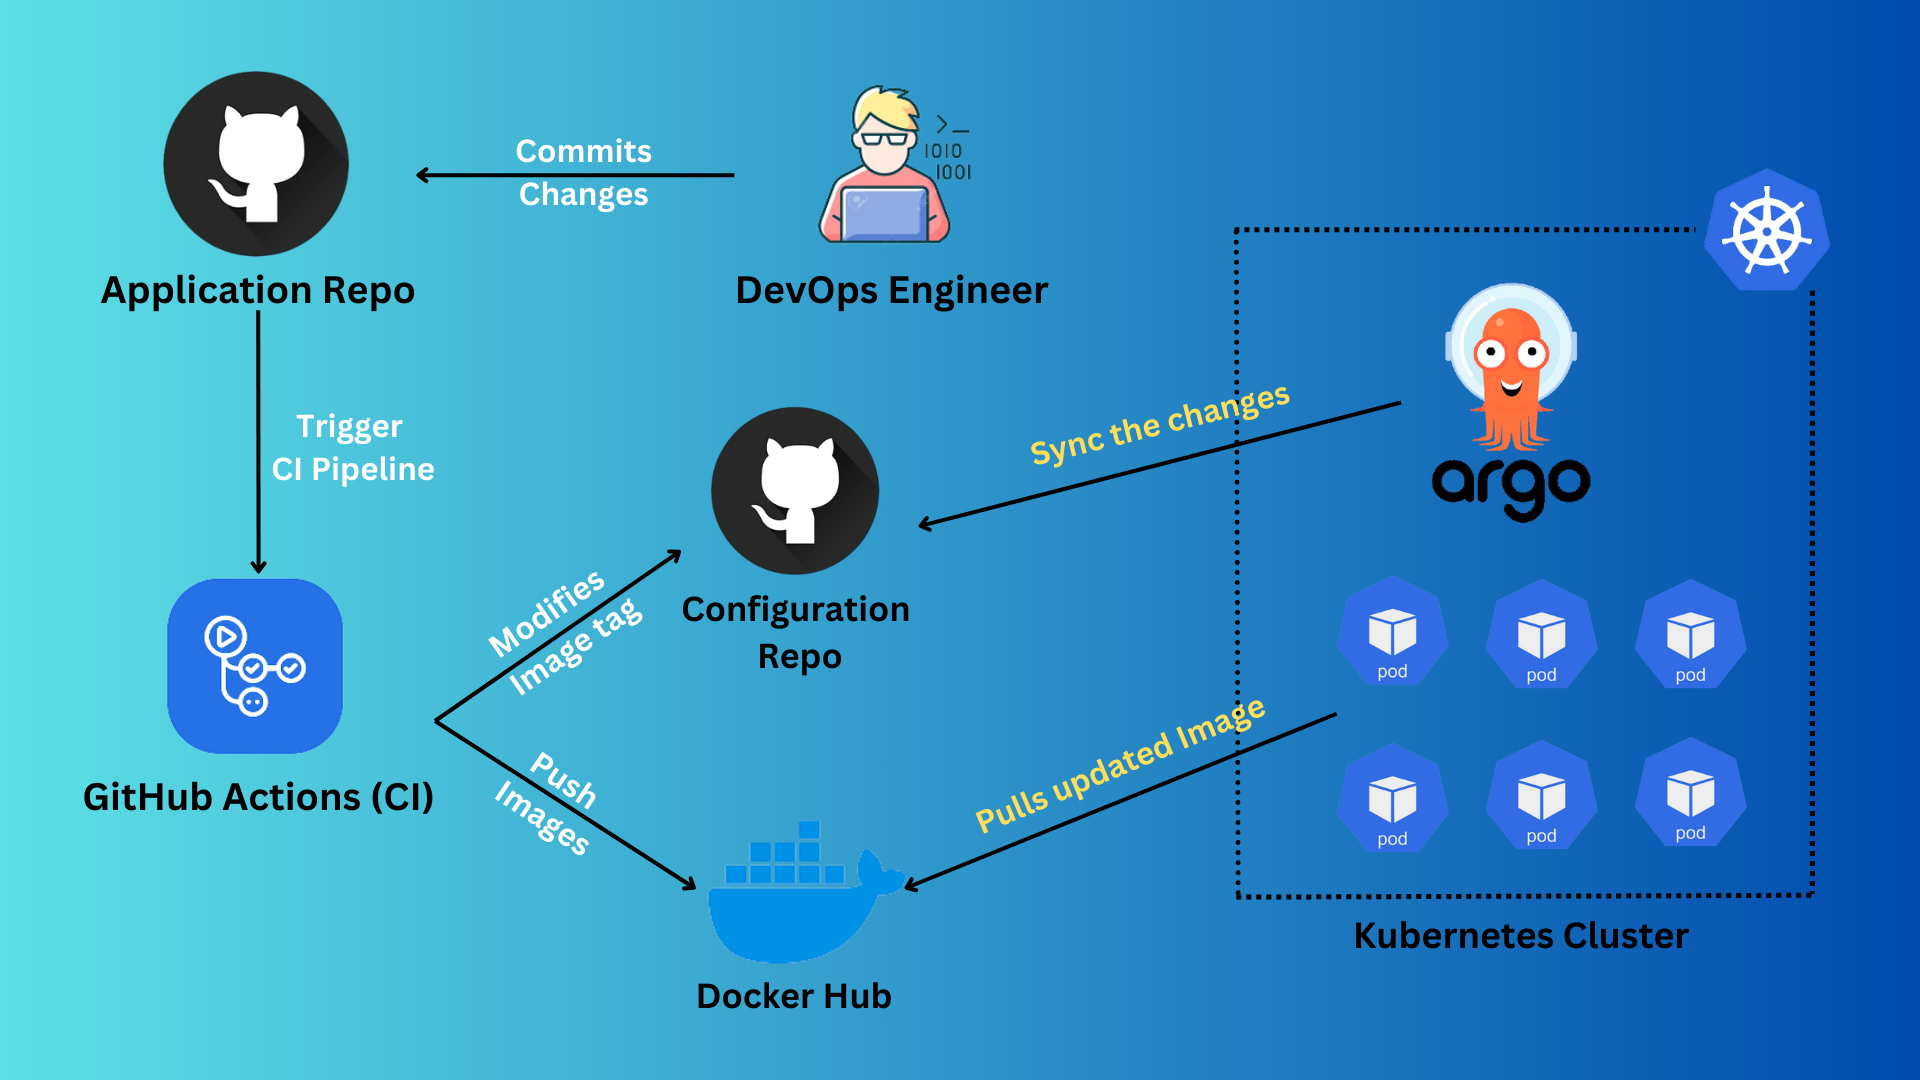 Commits
Changes
>_
1010
1001
Application Repo
DevOps Engineer
Trigger
CI Pipeline
Sync the changes
argo
Modifies
Image tag
Configuration
Repo
pod
pod
pod
GitHub Actions (CI)
Push
Images
Pulls updated Image
pod
pod
pod
Kubernetes Cluster
Docker Hub